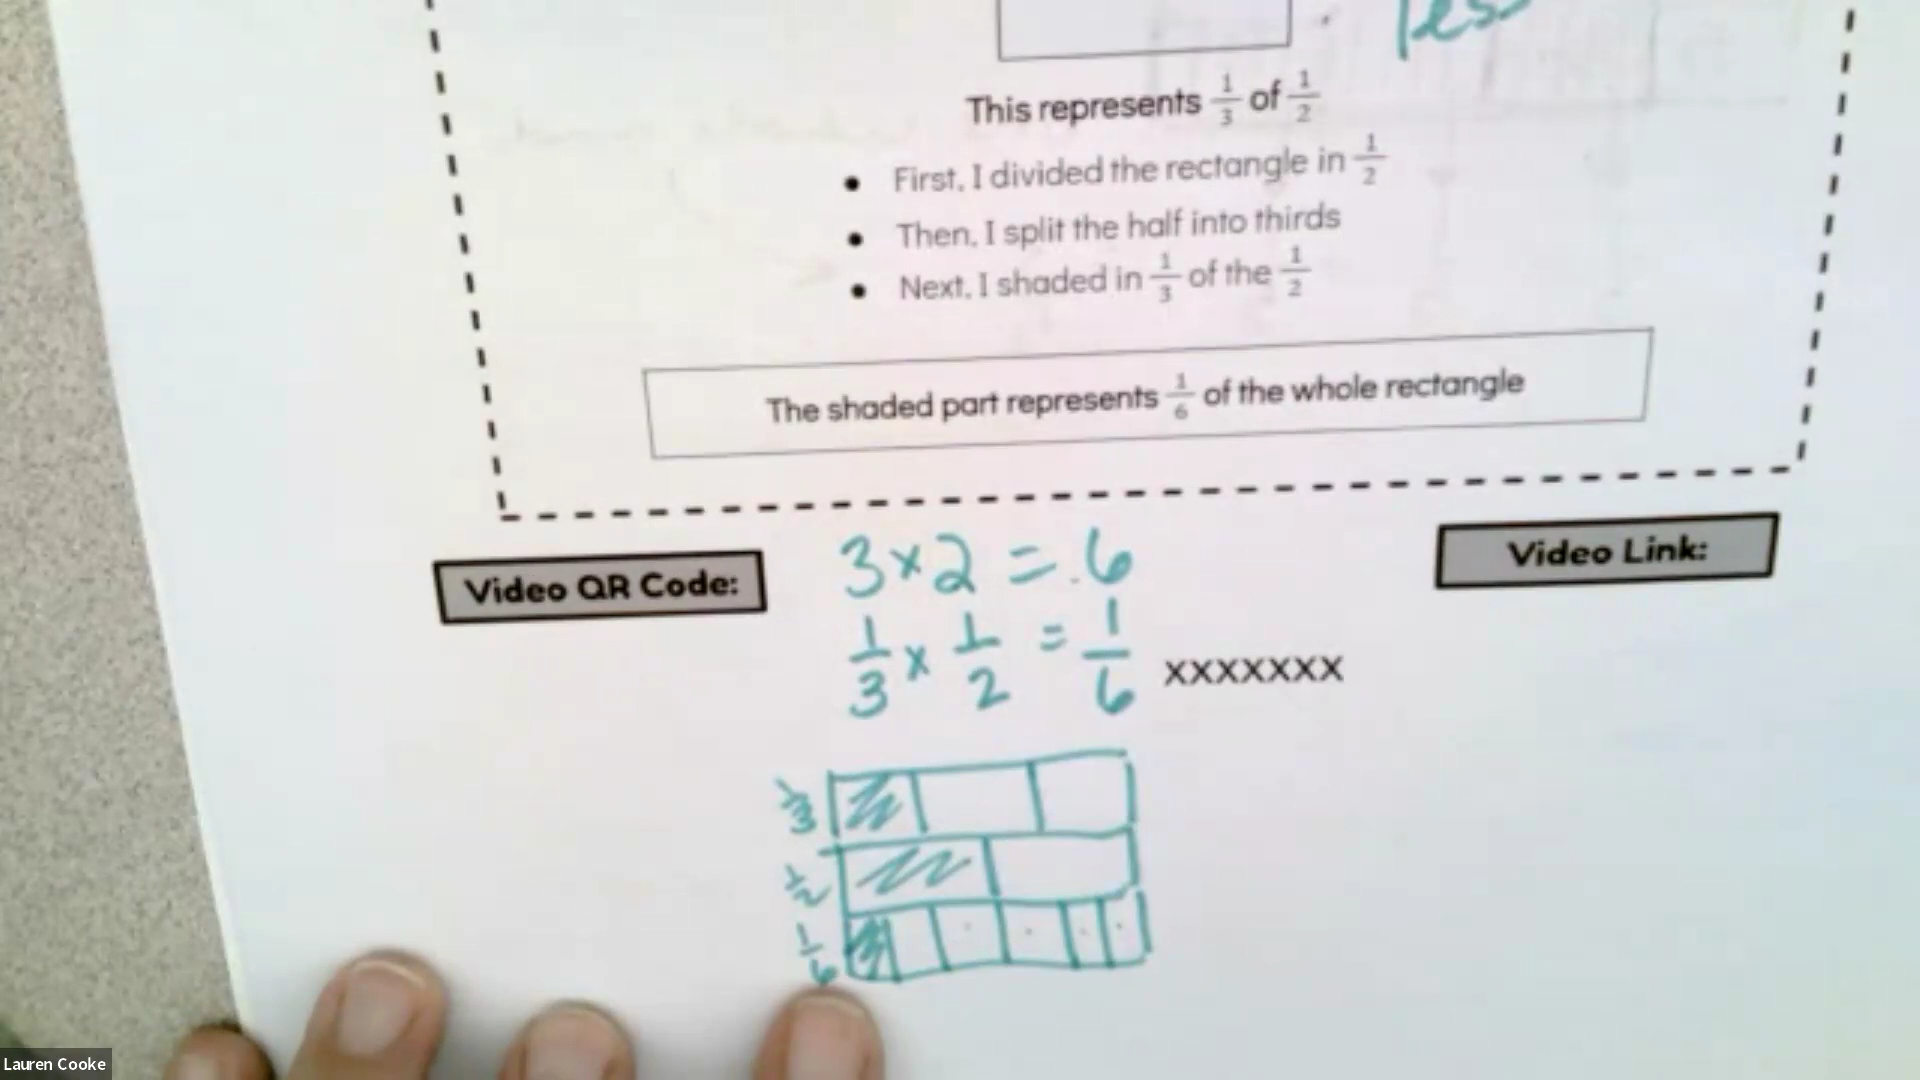 less
This represents 1/3 of 1/2
• First, I divided the rectangle in 1/2
• Then, I split the half into thirds
• Next, I shaded in 1/3 of the 1/2
The shaded part represents 1/6 of the whole rectangle
3 x 2 = 6
Video QR Code:
Video Link:
1/3 x 1/2 = 1/6
XXXXXXX
1/3
1/2
1/6
Lauren Cooke